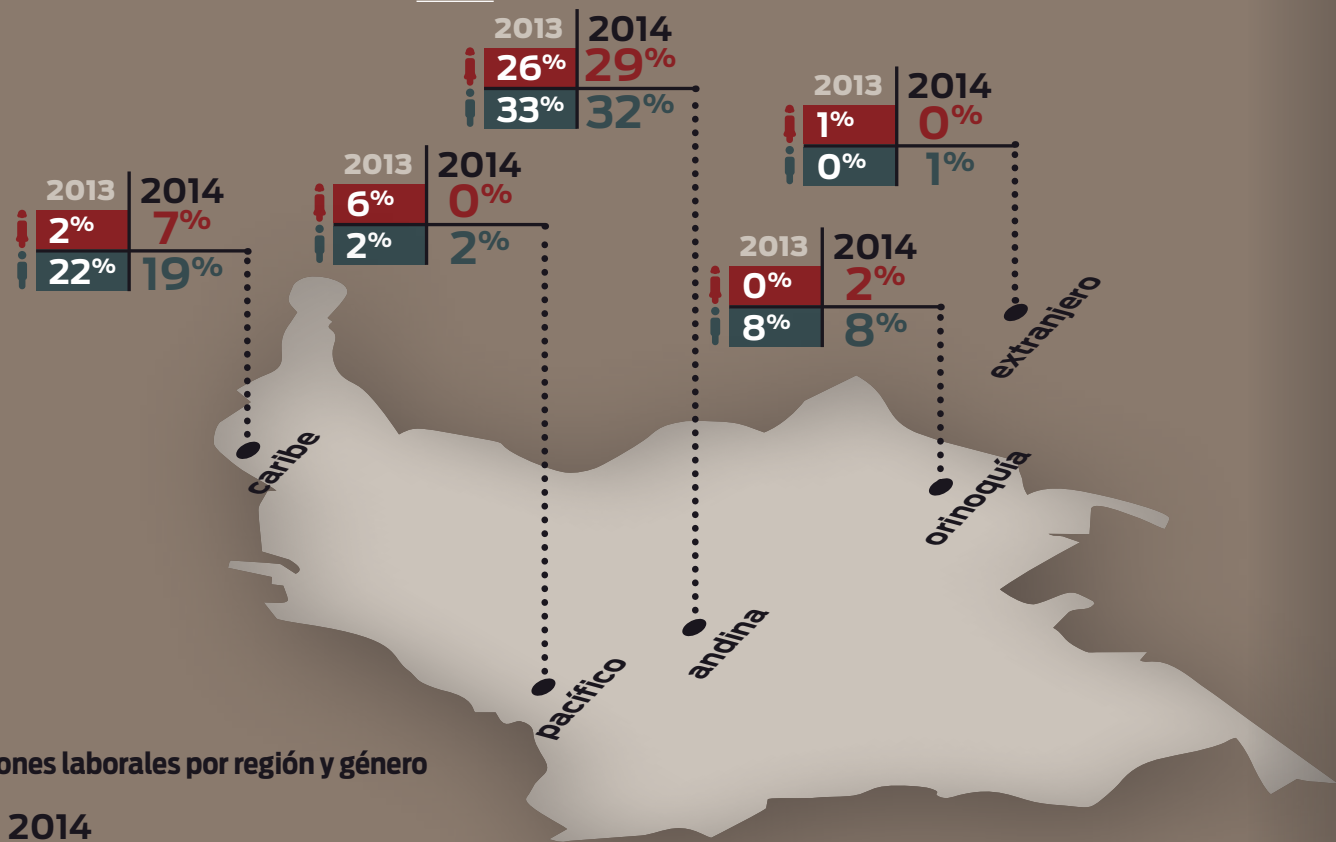 2013 2014
26% 29%
33% 32%
2013 2014
1% 0%
0% 1%
2013 2014
6% 0%
2% 2%
2013 2014
2% 7%
22% 19%
2013 2014
0% 2%
8% 8%
extranjero
caribe
orinoquia
andina
pacífico
ones laborales por región y género
2014